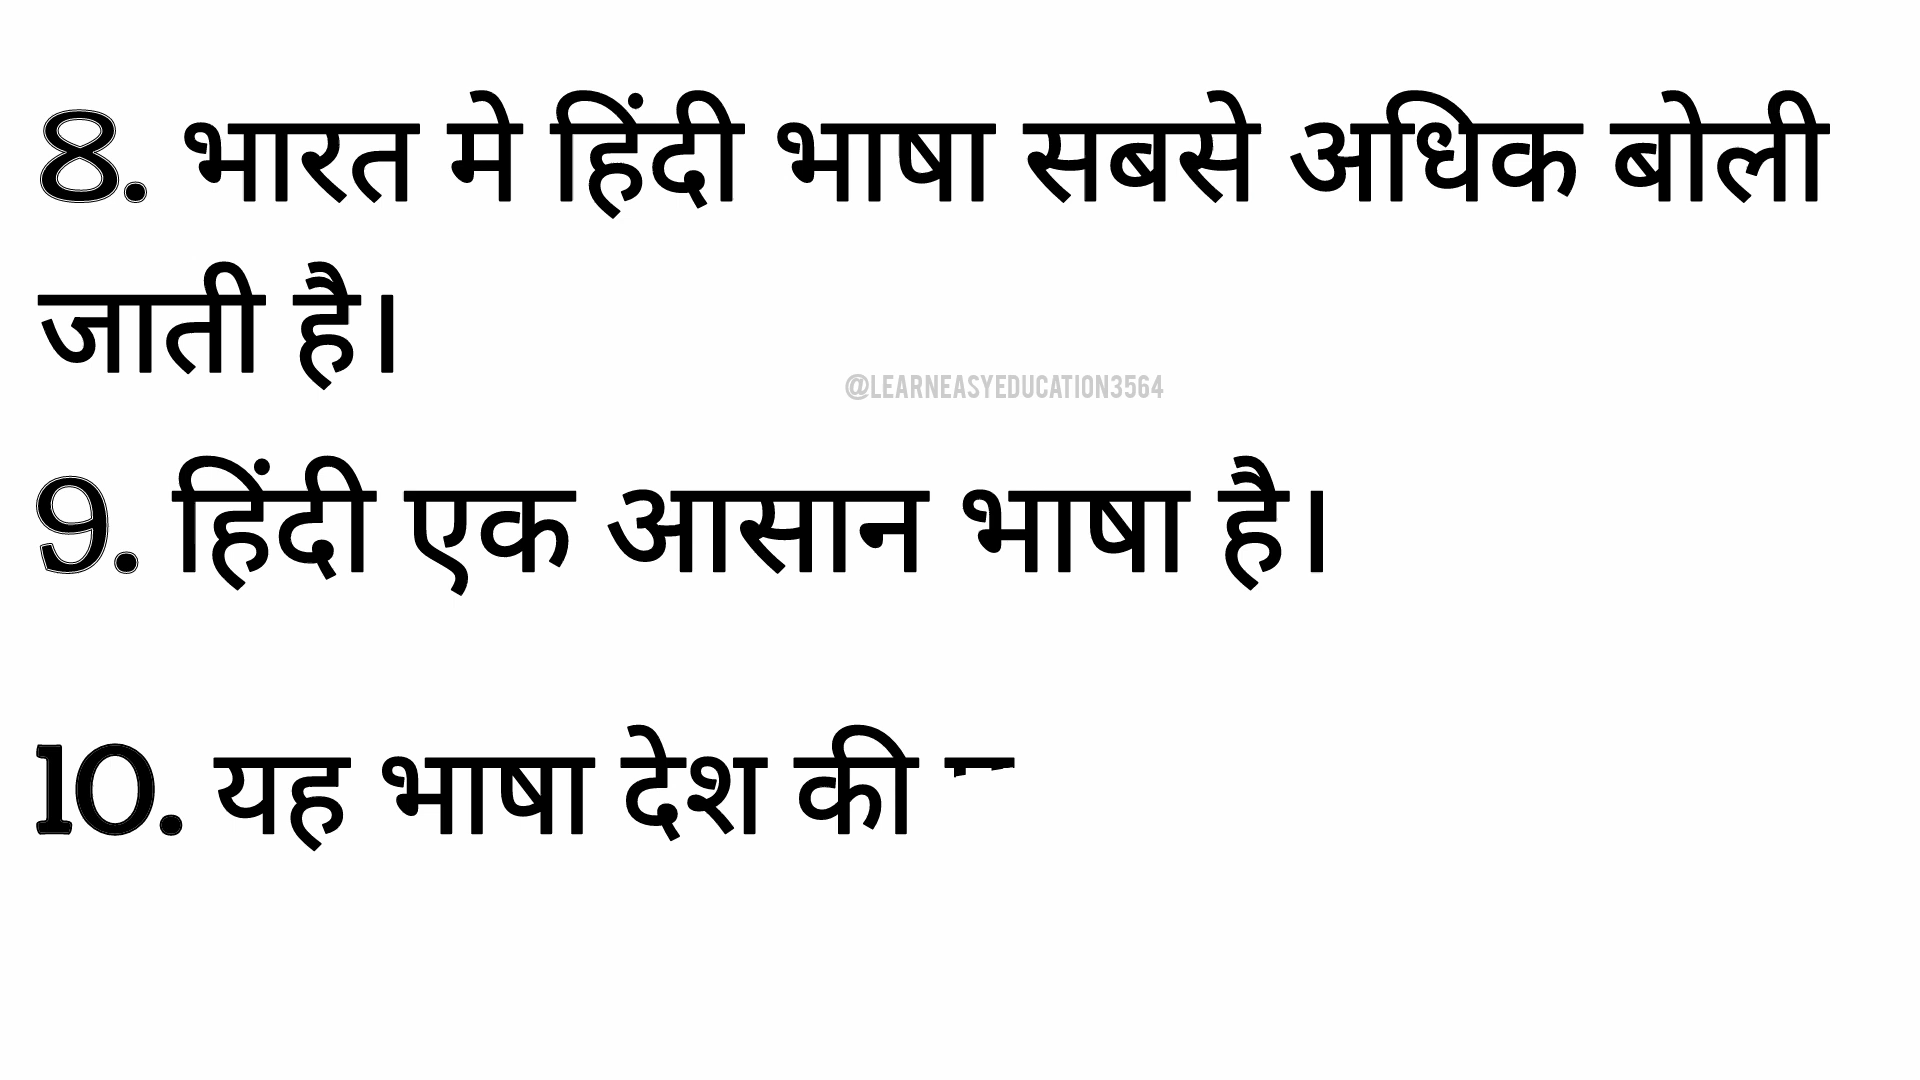 8. भारत मे हिंदी भाषा सबसे अधिक बोली
जाती है।
@LEARNEASYEDUCATION3564
9. हिंदी एक आसान भाषा है।
10. यह भाषा देश की